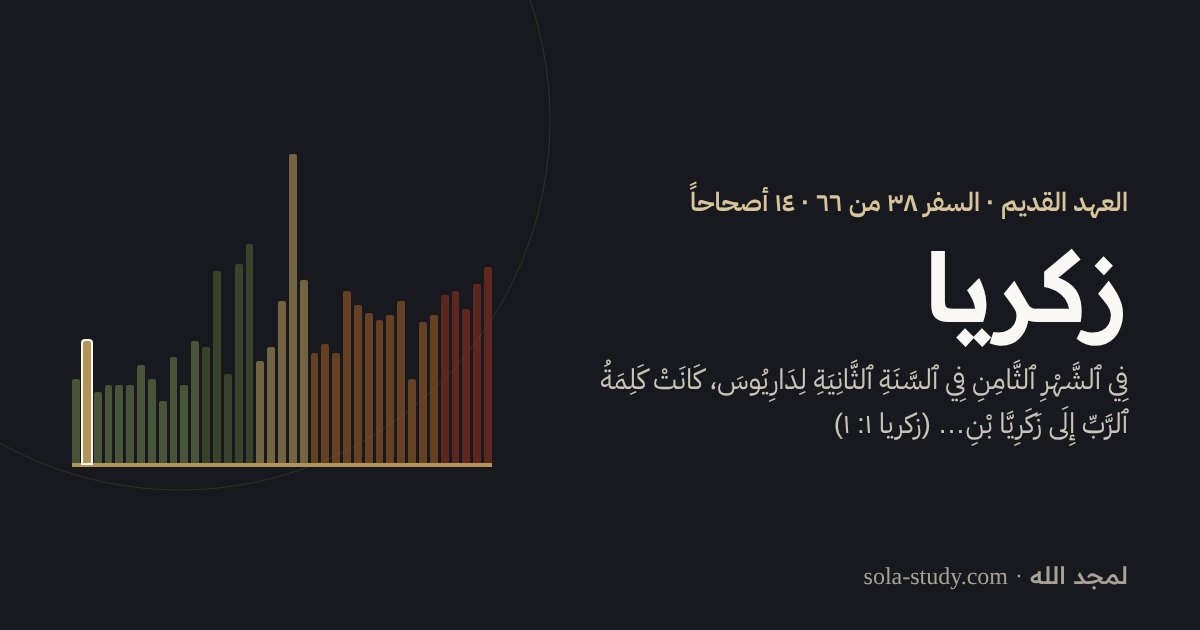 العهد القديم · السفر ٣٨ من ٦٦ · ١٤ أصحاحاً
زكريا
فِي ٱلشَّهْرِ ٱلثَّامِنِ فِي ٱلسَّنَةِ ٱلثَّانِيَةِ لِدَارِيُوسَ، كَانَتْ كَلِمَةُ
ٱلرَّبِّ إِلَى زَكَرِيَّا بْنِ… (زكريا ١: ١)
لمجد الله · sola-study.com